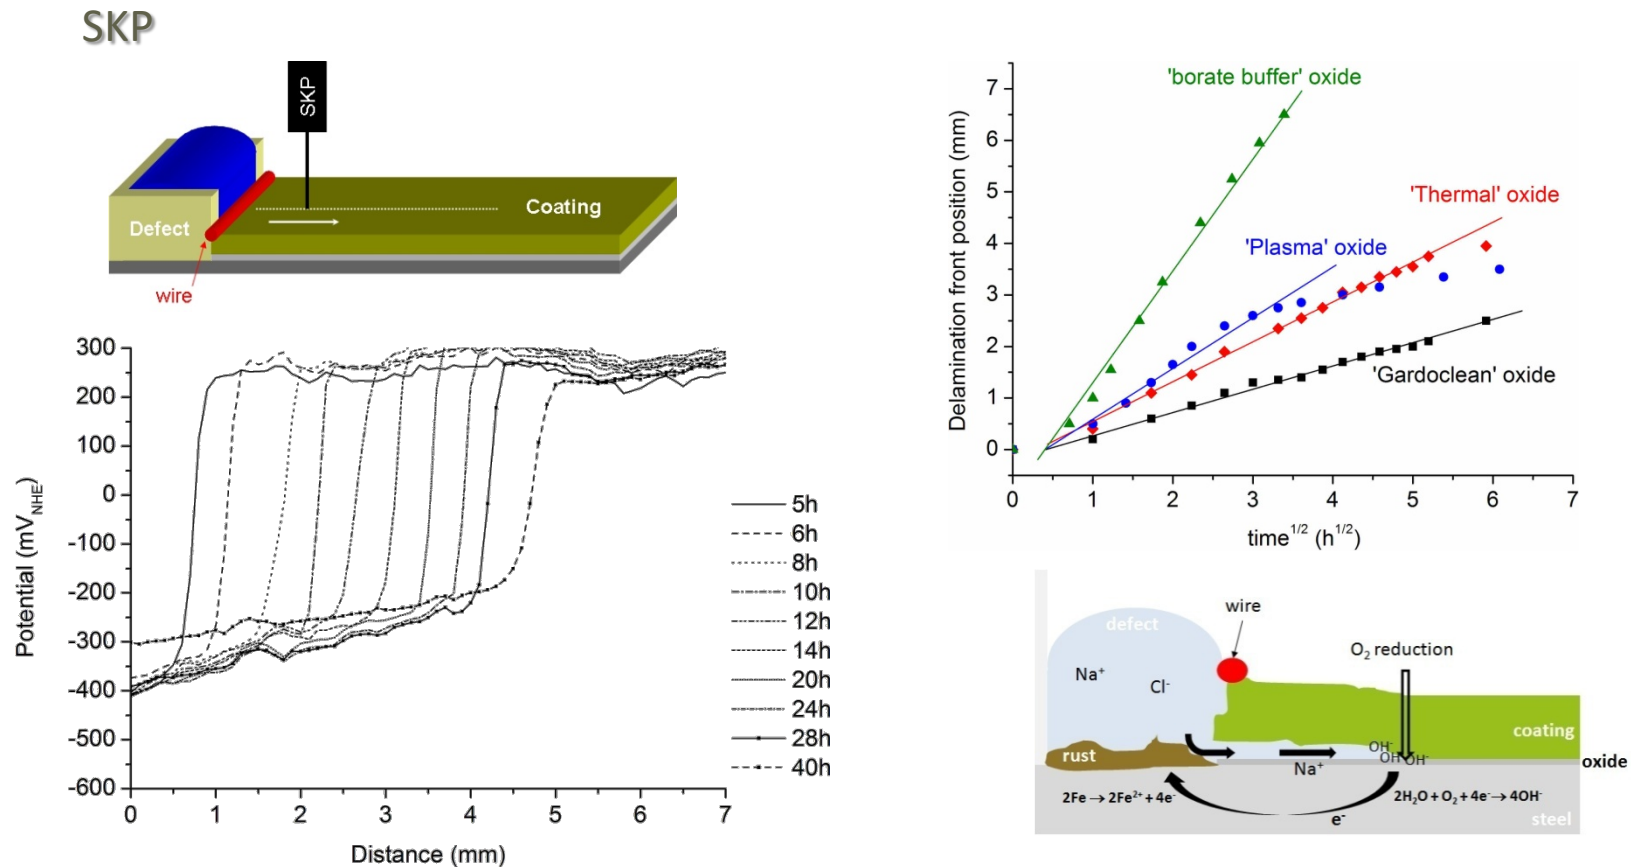 SKP
SKP
Defect
Coating
wire
300
200
100
0
-100
-200
-300
-400
-500
-600
0
1
2
3
4
5
6
7
Potential (mV_NHE)
Distance (mm)
5h
6h
8h
10h
12h
14h
20h
24h
28h
40h
'borate buffer' oxide
'Thermal' oxide
'Plasma' oxide
'Gardoclean' oxide
7
6
5
4
3
2
1
0
0
1
2
3
4
5
6
7
Delamination front position (mm)
time^1/2 (h^1/2)
defect
wire
O₂ reduction
Na⁺
Cl⁻
coating
rust
OH⁻
OH⁻
OH⁻
Na⁺
oxide
2Fe → 2Fe²⁺ + 4e⁻
2H₂O + O₂ + 4e⁻ → 4OH⁻
e⁻
steel